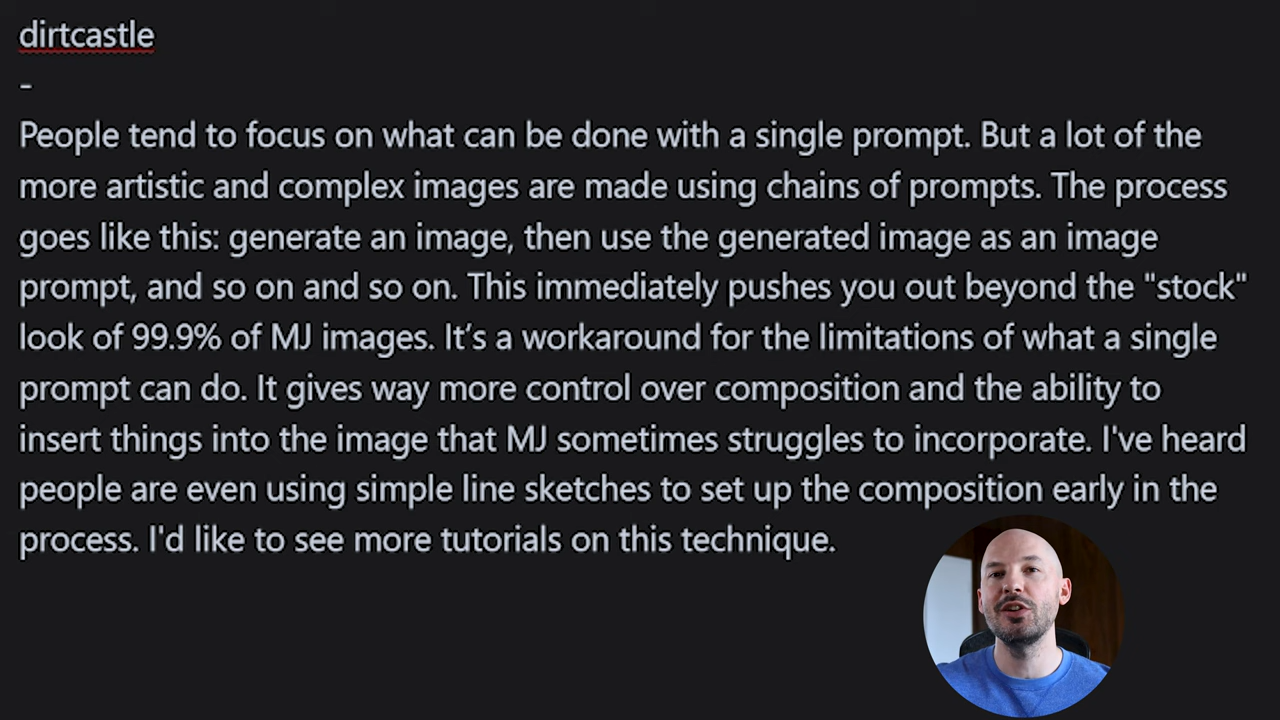 dirtcastle
-
People tend to focus on what can be done with a single prompt. But a lot of the
more artistic and complex images are made using chains of prompts. The process
goes like this: generate an image, then use the generated image as an image
prompt, and so on and so on. This immediately pushes you out beyond the "stock"
look of 99.9% of MJ images. It’s a workaround for the limitations of what a single
prompt can do. It gives way more control over composition and the ability to
insert things into the image that MJ sometimes struggles to incorporate. I've heard
people are even using simple line sketches to set up the composition early in the
process. I'd like to see more tutorials on this technique.